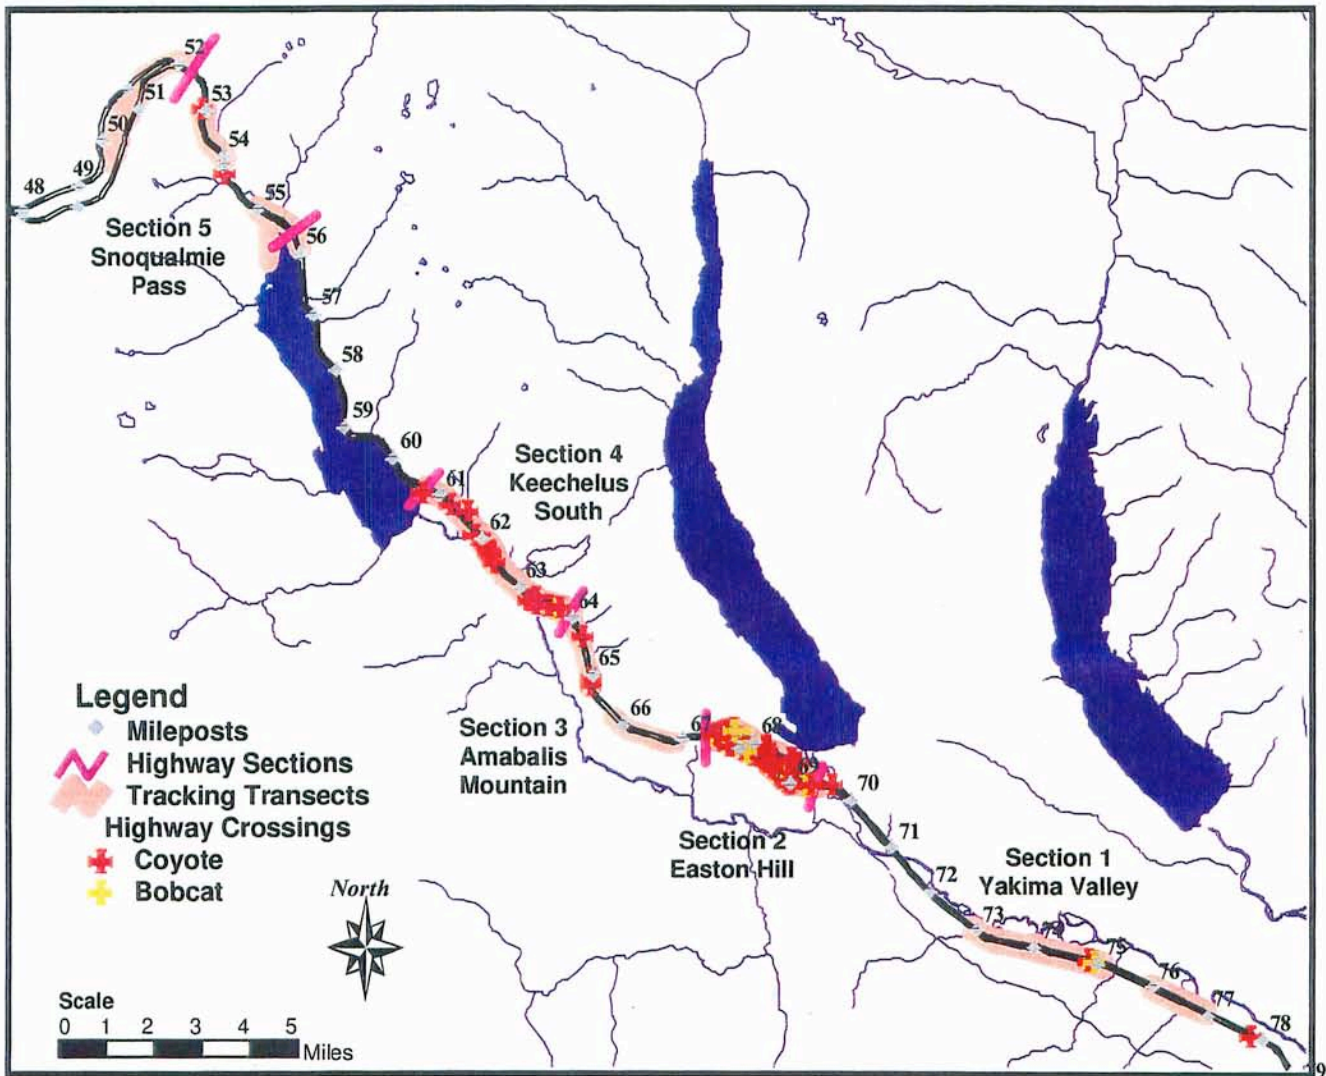 52
53
51
50
54
49
48
55
Section 5
Snoqualmie
Pass
56
57
58
59
60
Section 4
Keechelus
South
61
62
63
64
65
66
Section 3
Amabalis
Mountain
67
68
69
70
Section 2
Easton Hill
71
72
Section 1
Yakima Valley
73
74
75
76
77
78
Legend
Mileposts
Highway Sections
Tracking Transects
Highway Crossings
Coyote
Bobcat
North
Scale
0 1 2 3 4 5
Miles
9